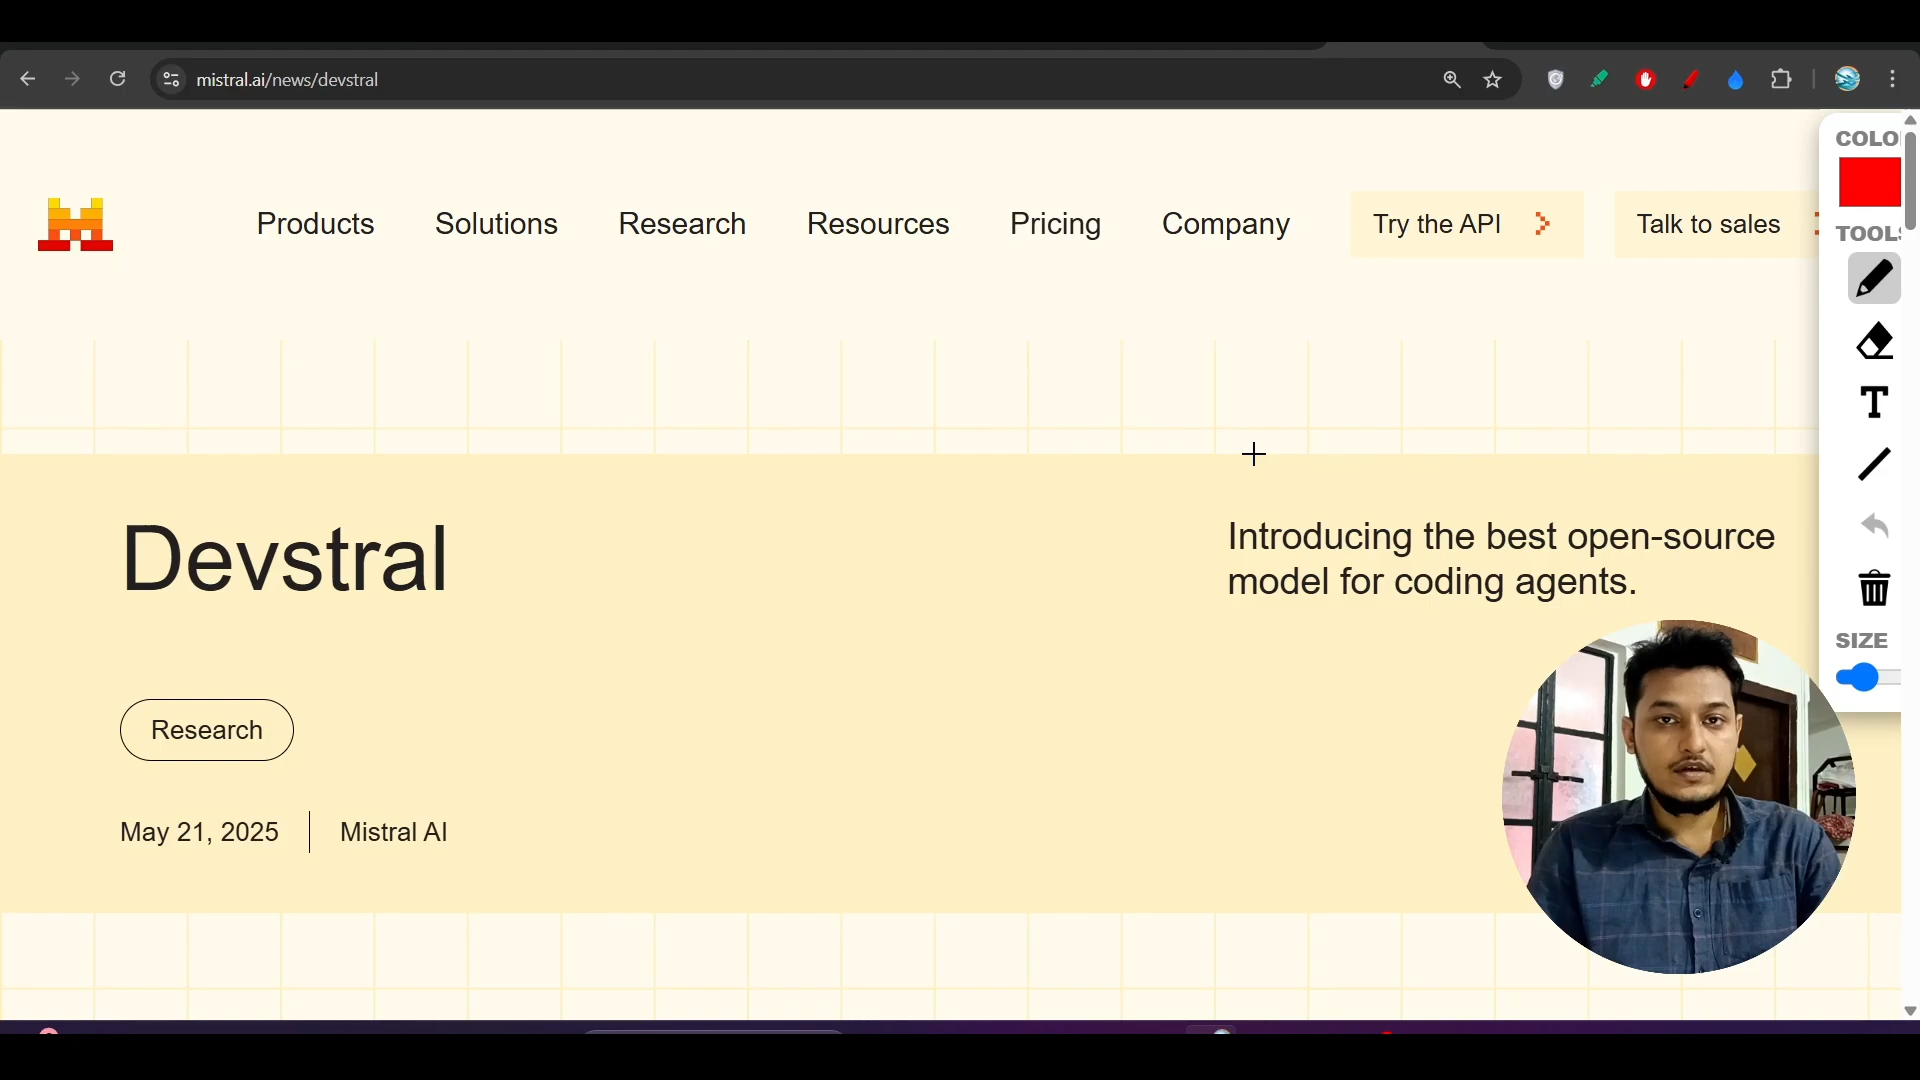 mistral.ai/news/devstral
Products
Solutions
Research
Resources
Pricing
Company
Try the API
Talk to sales
COLO
TOOLS
Devstral
Introducing the best open-source
model for coding agents.
SIZE
Research
May 21, 2025
Mistral AI